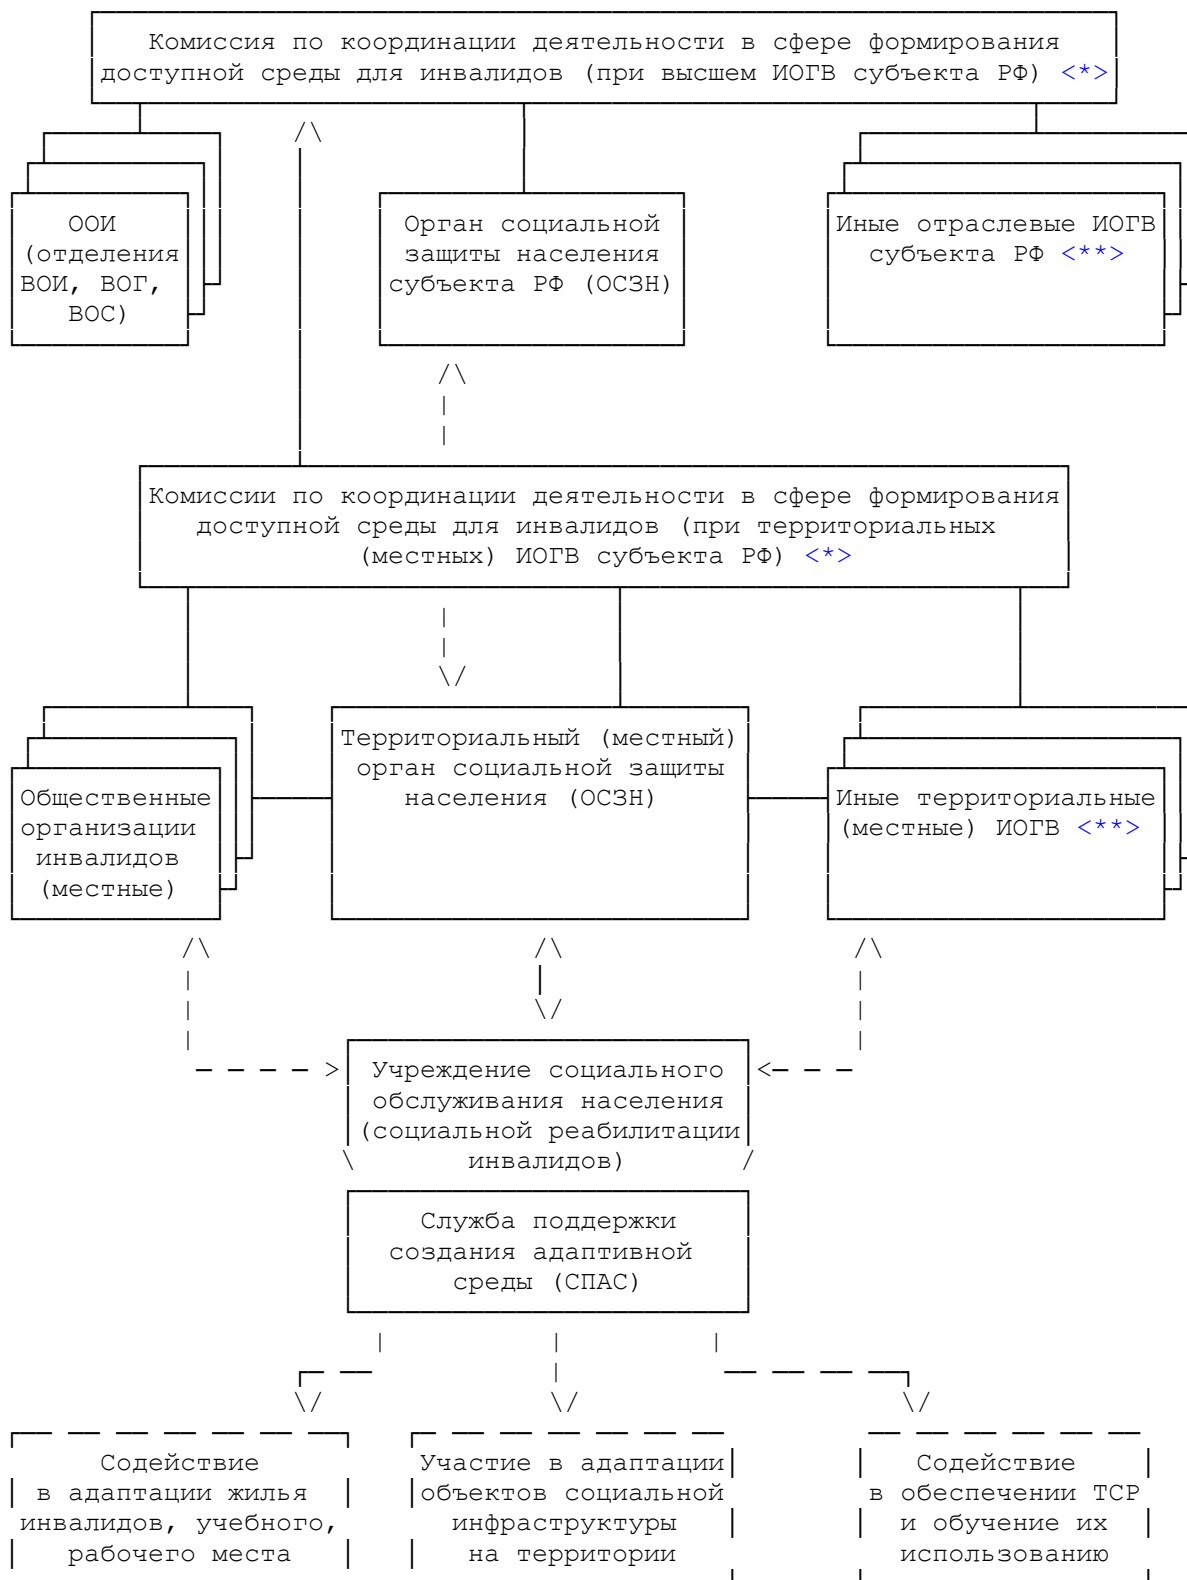 Комиссия по координации деятельности в сфере формирования
доступной среды для инвалидов (при высшем ИОГВ субъекта РФ) <*>
ООИ
(отделения
ВОИ, ВОГ,
ВОС)
Орган социальной
защиты населения
субъекта РФ (ОСЗН)
Иные отраслевые ИОГВ
субъекта РФ <**>
Комиссии по координации деятельности в сфере формирования
доступной среды для инвалидов (при территориальных
(местных) ИОГВ субъекта РФ) <*>
Общественные
организации
инвалидов
(местные)
Территориальный (местный)
орган социальной защиты
населения (ОСЗН)
Иные территориальные
(местные) ИОГВ <**>
Учреждение социального
обслуживания населения
(социальной реабилитации
инвалидов)
Служба поддержки
создания адаптивной
среды (СПАС)
Содействие
в адаптации жилья
инвалидов, учебного,
рабочего места
Участие в адаптации
объектов социальной
инфраструктуры
на территории
Содействие
в обеспечении ТСР
и обучение их
использованию